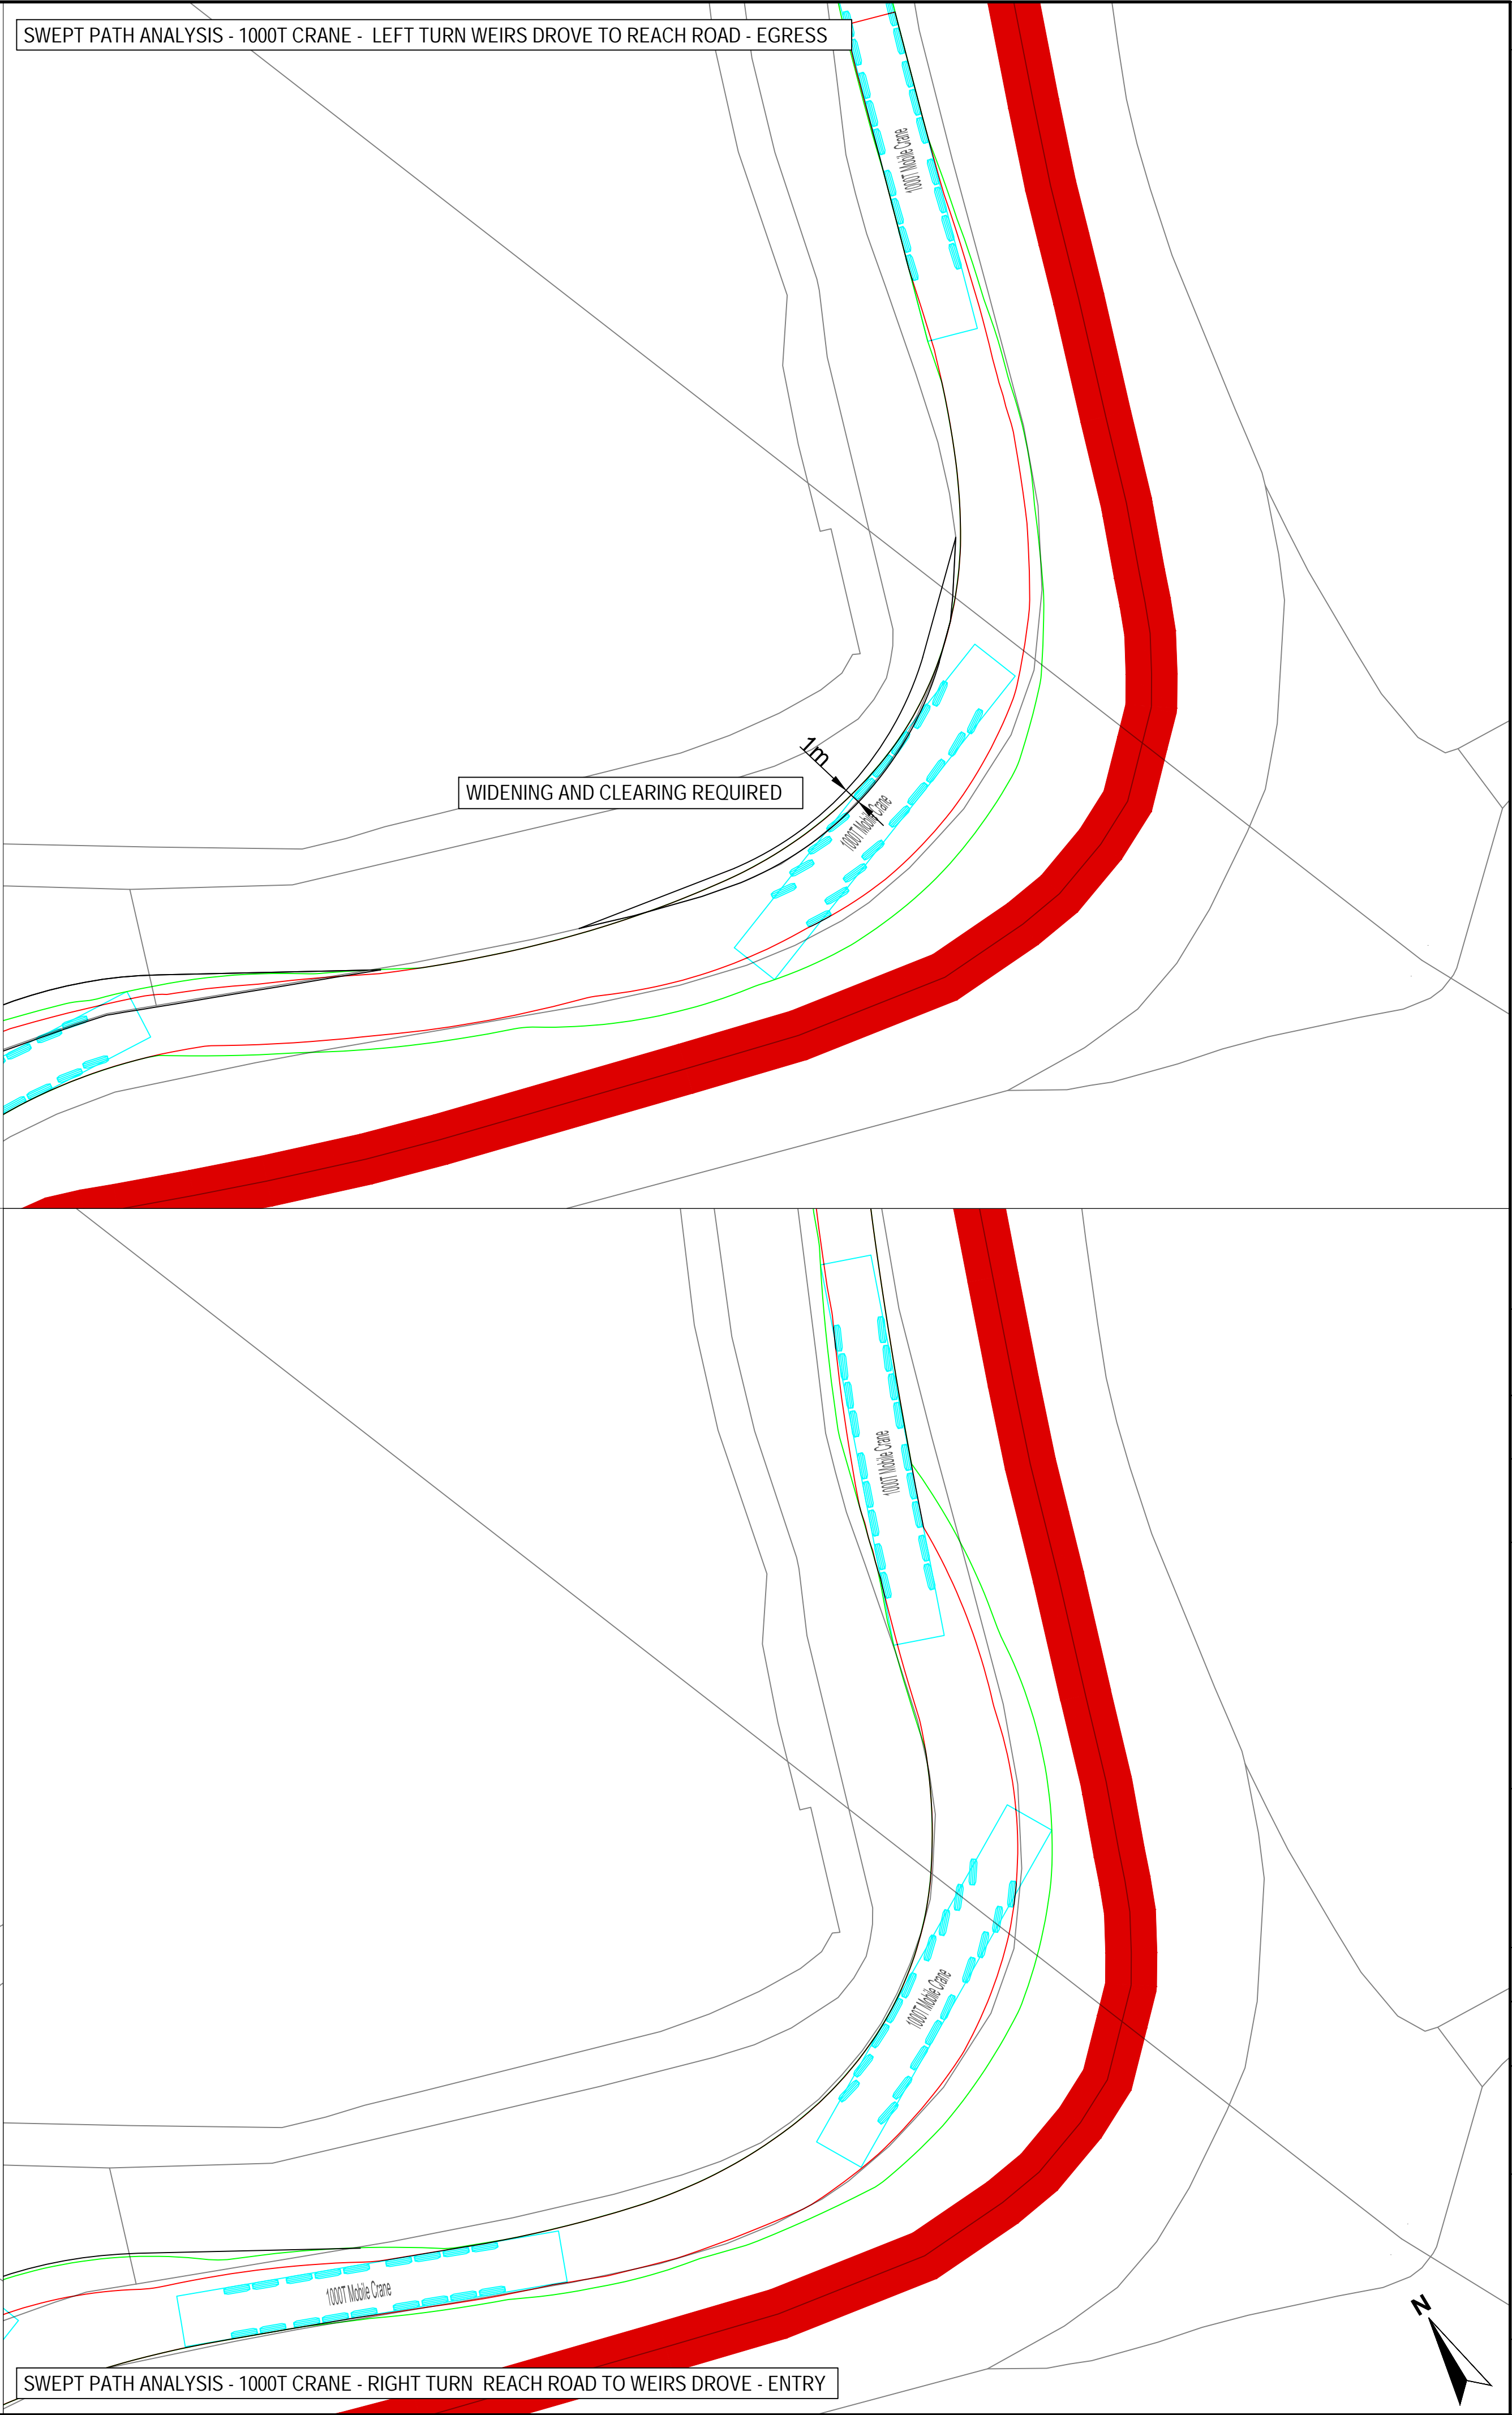 SWEPT PATH ANALYSIS - 1000T CRANE - LEFT TURN WEIRS DROVE TO REACH ROAD - EGRESS
1000T Mobile Crane
1m
WIDENING AND CLEARING REQUIRED
1000T Mobile Crane
1000T Mobile Crane
1000T Mobile Crane
1000T Mobile Crane
N
SWEPT PATH ANALYSIS - 1000T CRANE - RIGHT TURN REACH ROAD TO WEIRS DROVE - ENTRY